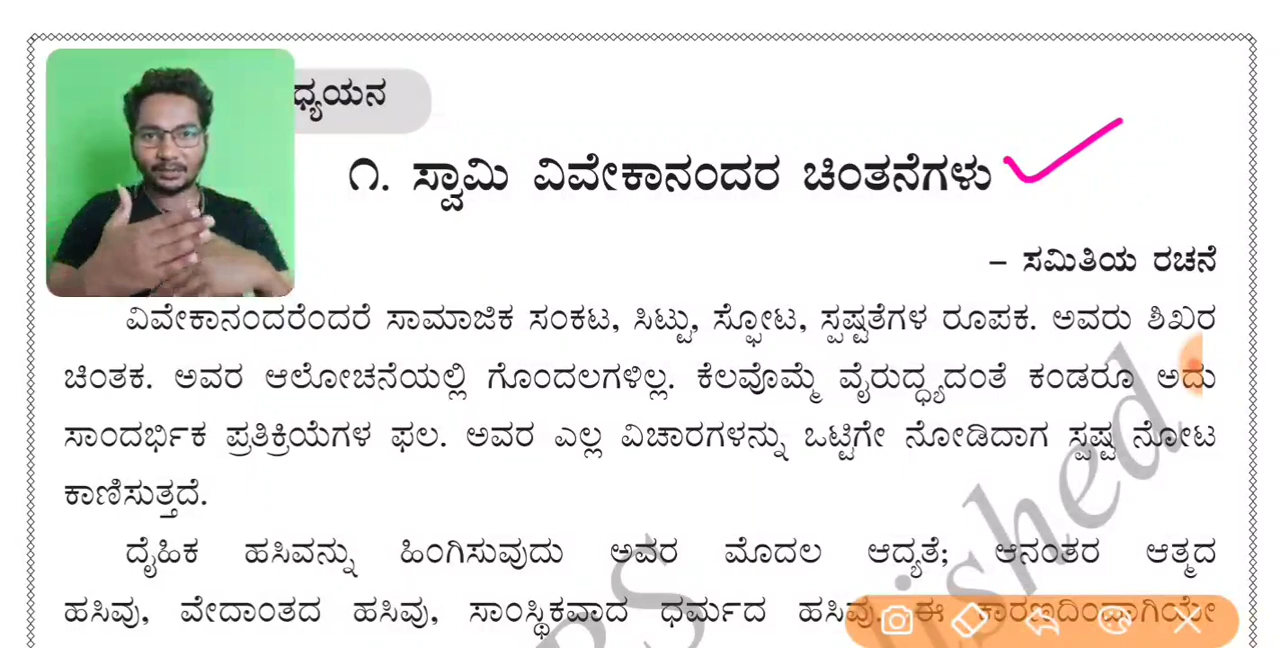 ಧ್ಯಯನ
೧. ಸ್ವಾಮಿ ವಿವೇಕಾನಂದರ ಚಿಂತನೆಗಳು
– ಸಮಿತಿಯ ರಚನೆ
ವಿವೇಕಾನಂದರೆಂದರೆ ಸಾಮಾಜಿಕ ಸಂಕಟ, ಸಿಟ್ಟು, ಸ್ಫೋಟ, ಸ್ಪಷ್ಟತೆಗಳ ರೂಪಕ. ಅವರು ಶಿಖರ
ಚಿಂತಕ. ಅವರ ಆಲೋಚನೆಯಲ್ಲಿ ಗೊಂದಲಗಳಿಲ್ಲ. ಕೆಲವೊಮ್ಮೆ ವೈರುದ್ಧ್ಯದಂತೆ ಕಂಡರೂ ಅದು
ಸಾಂದರ್ಭಿಕ ಪ್ರತಿಕ್ರಿಯೆಗಳ ಫಲ. ಅವರ ಎಲ್ಲ ವಿಚಾರಗಳನ್ನು ಒಟ್ಟಿಗೇ ನೋಡಿದಾಗ ಸ್ಪಷ್ಟ ನೋಟ
ಕಾಣಿಸುತ್ತದೆ.
ದೈಹಿಕ ಹಸಿವನ್ನು ಹಿಂಗಿಸುವುದು ಅವರ ಮೊದಲ ಆದ್ಯತೆ; ಆನಂತರ ಆತ್ಮದ
ಹಸಿವು, ವೇದಾಂತದ ಹಸಿವು, ಸಾಂಸ್ಥಿಕವಾದ ಧರ್ಮದ ಹಸಿವು. ಈ ಕಾರಣದಿಂದಾಗಿಯೇ